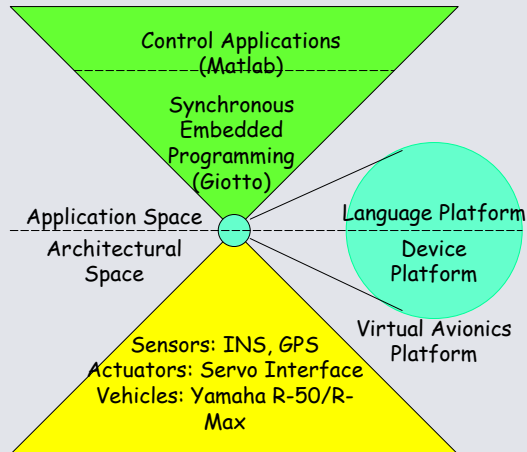 Control Applications
(Matlab)
Synchronous
Embedded
Programming
(Giotto)
Application Space
Architectural
Space
Language Platform
Device
Platform
Virtual Avionics
Platform
Sensors: INS, GPS
Actuators: Servo Interface
Vehicles: Yamaha R-50/R-
Max